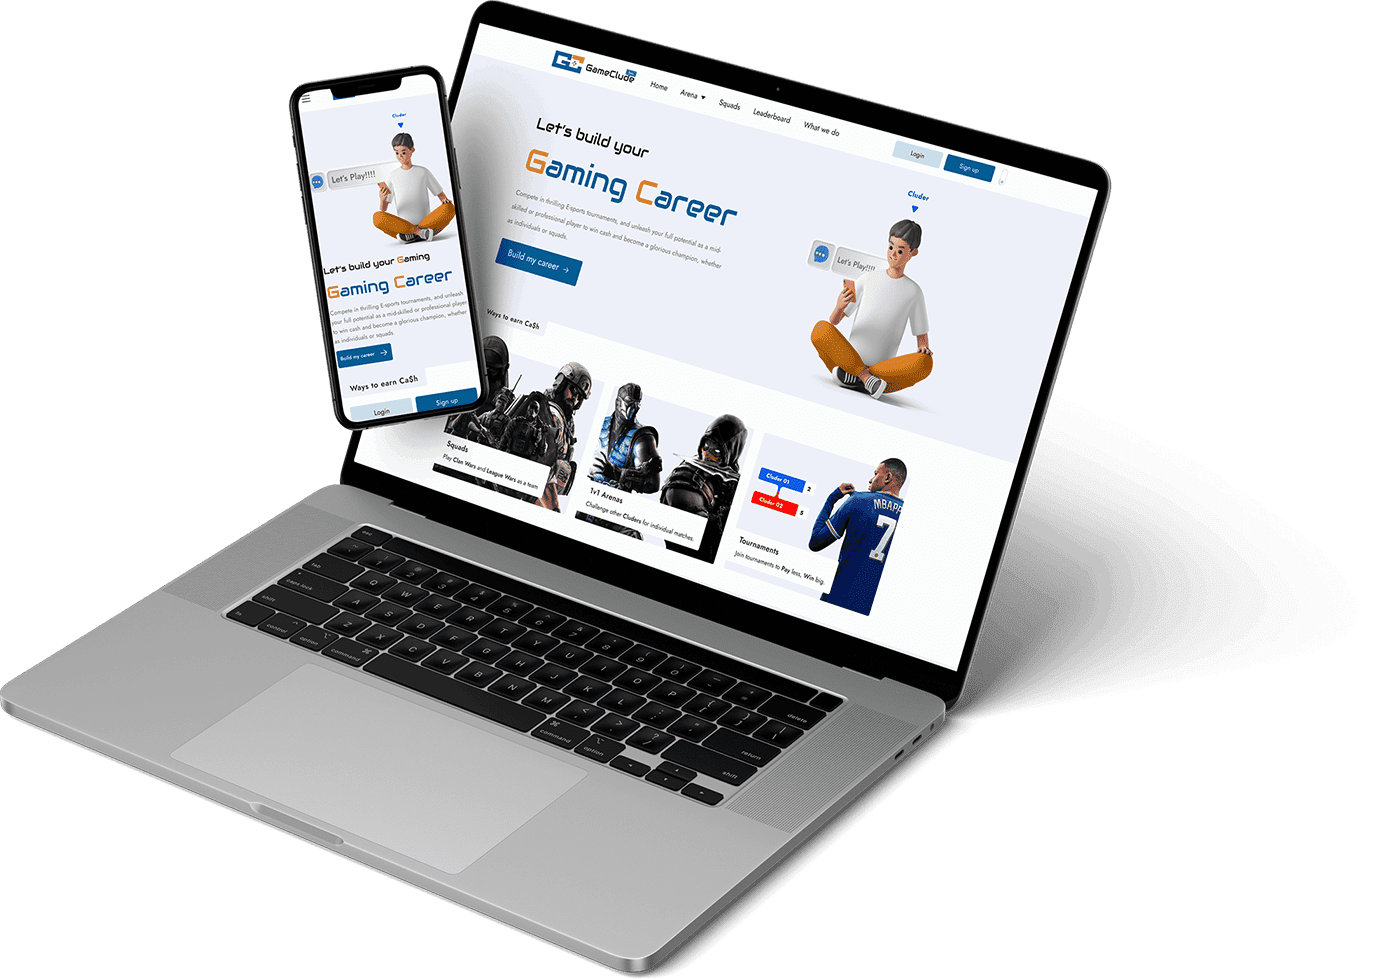 GameClude
Home
Arena
Squads
Leaderboard
What we do
Login
Sign up
Let's build your
Gaming Career
Compete in thrilling E-sports tournaments, and unleash your full potential as a mid-
skilled or professional player to win cash and become a glorious champion, whether
as individuals or squads.
Build my career →
Cluder
Let's Play!!!!
Ways to earn Ca$h
Squads
Play Clan Wars and League Wars as a team
1v1 Arenas
Challenge other Cluders for individual matches.
Cluder 01 2
Cluder 02 5
MBAPP
7
Tournaments
Join tournaments to Pay less, Win big.
Cluder
Let's Play!!!!
Let's build your Gaming
Gaming Career
Compete in thrilling E-sports tournaments, and unleash
your full potential as a mid-skilled or professional player
to win cash and become a glorious champion, whether
as individuals or squads.
Build my career →
Ways to earn Ca$h
Login
Sign up
esc
tab
Q W E R T Y U I O P
caps lock
A S D F G H J K L
return
shift
Z X C V B N M
shift
fn
control
option
command
command
option
delete